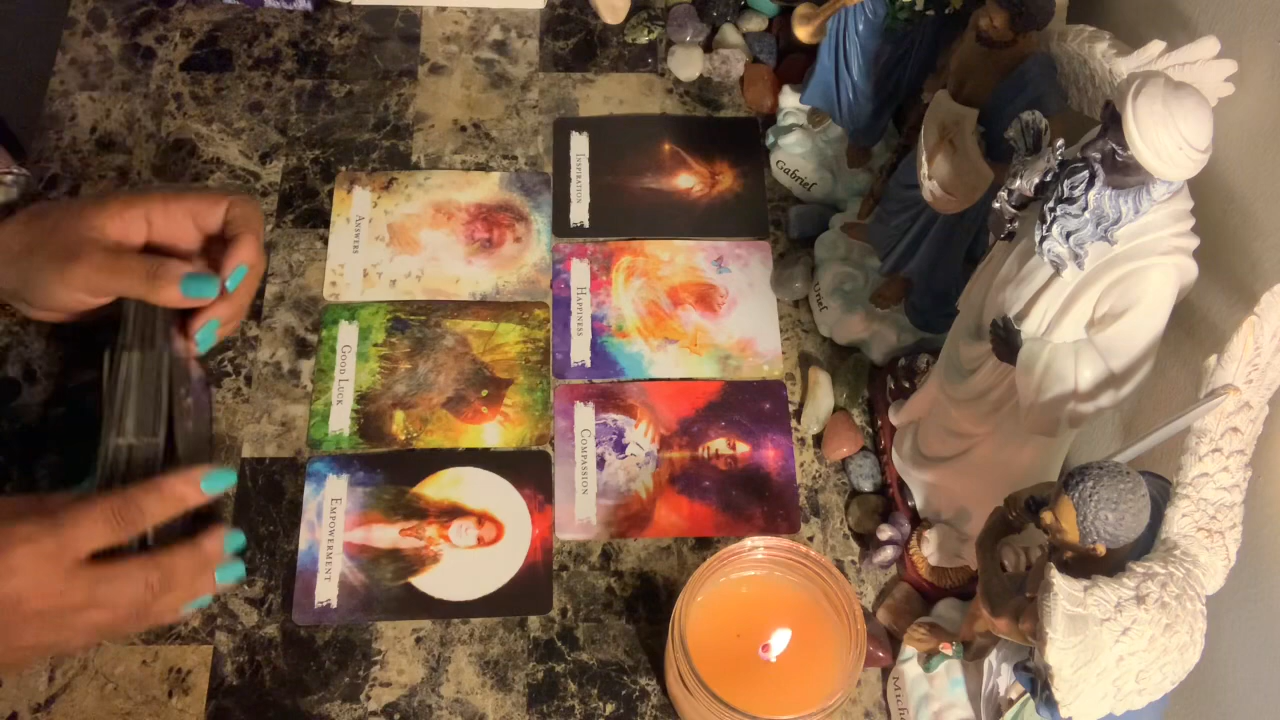 INSPIRATION
HAPPINESS
COMPASSION
ANSWERS
GOOD LUCK
EMPOWERMENT
Gabriel
Uriel